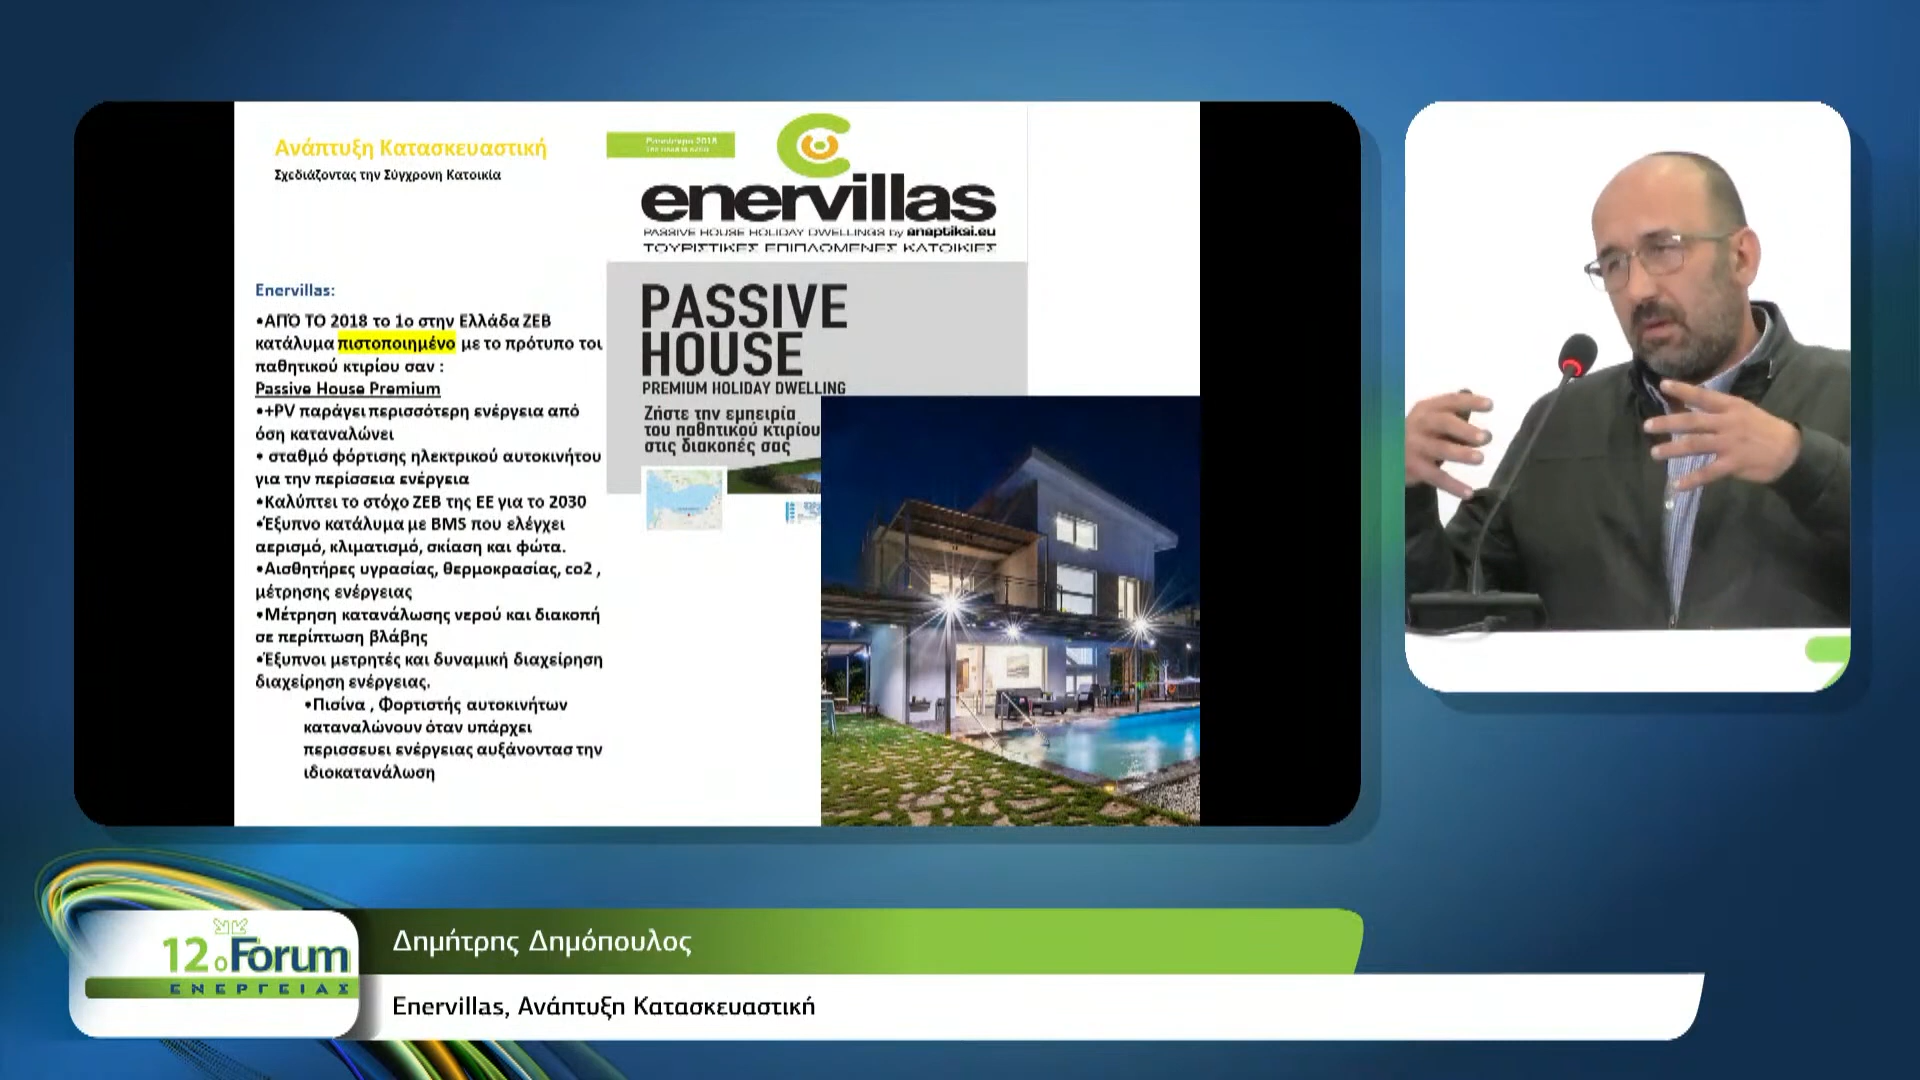 Ανάπτυξη Κατασκευαστική
Σχεδιάζοντας την Σύγχρονη Κατοικία
Enervillas:
•ΑΠΌ ΤΟ 2018 το 1ο στην Ελλάδα ZEB
κατάλυμα πιστοποιημένο με το πρότυπο του
παθητικού κτιρίου σαν :
Passive House Premium
•+PV παράγει περισσότερη ενέργεια από
όση καταναλώνει
• σταθμό φόρτισης ηλεκτρικού αυτοκινήτου
για την περίσσεια ενέργεια
•Καλύπτει το στόχο ZEB της ΕΕ για το 2030
•Έξυπνο κατάλυμα με BMS που ελέγχει
αερισμό, κλιματισμό, σκίαση και φώτα.
•Αισθητήρες υγρασίας, θερμοκρασίας, co2 ,
μέτρησης ενέργειας
•Μέτρηση κατανάλωσης νερού και διακοπή
σε περίπτωση βλάβης
•Έξυπνοι μετρητές και δυναμική διαχείρηση
διαχείρηση ενέργειας.
•Πισίνα , Φορτιστής αυτοκινήτων
καταναλώνουν όταν υπάρχει
περισσευει ενέργειας αυξάνοντασ την
ιδιοκατανάλωση
2018
enervillas
PASSIVE HOUSE HOLIDAY DWELLINGS by anaptiksi.eu
ΤΟΥΡΙΣΤΙΚΕΣ ΕΠΙΠΛΩΜΕΝΕΣ ΚΑΤΟΙΚΙΕΣ
PASSIVE
HOUSE
PREMIUM HOLIDAY DWELLING
Ζήστε την εμπειρία
του παθητικού κτιρίου
στις διακοπές σας
12ο Forum
ΕΝΕΡΓΕΙΑΣ
Δημήτρης Δημόπουλος
Enervillas, Ανάπτυξη Κατασκευαστική